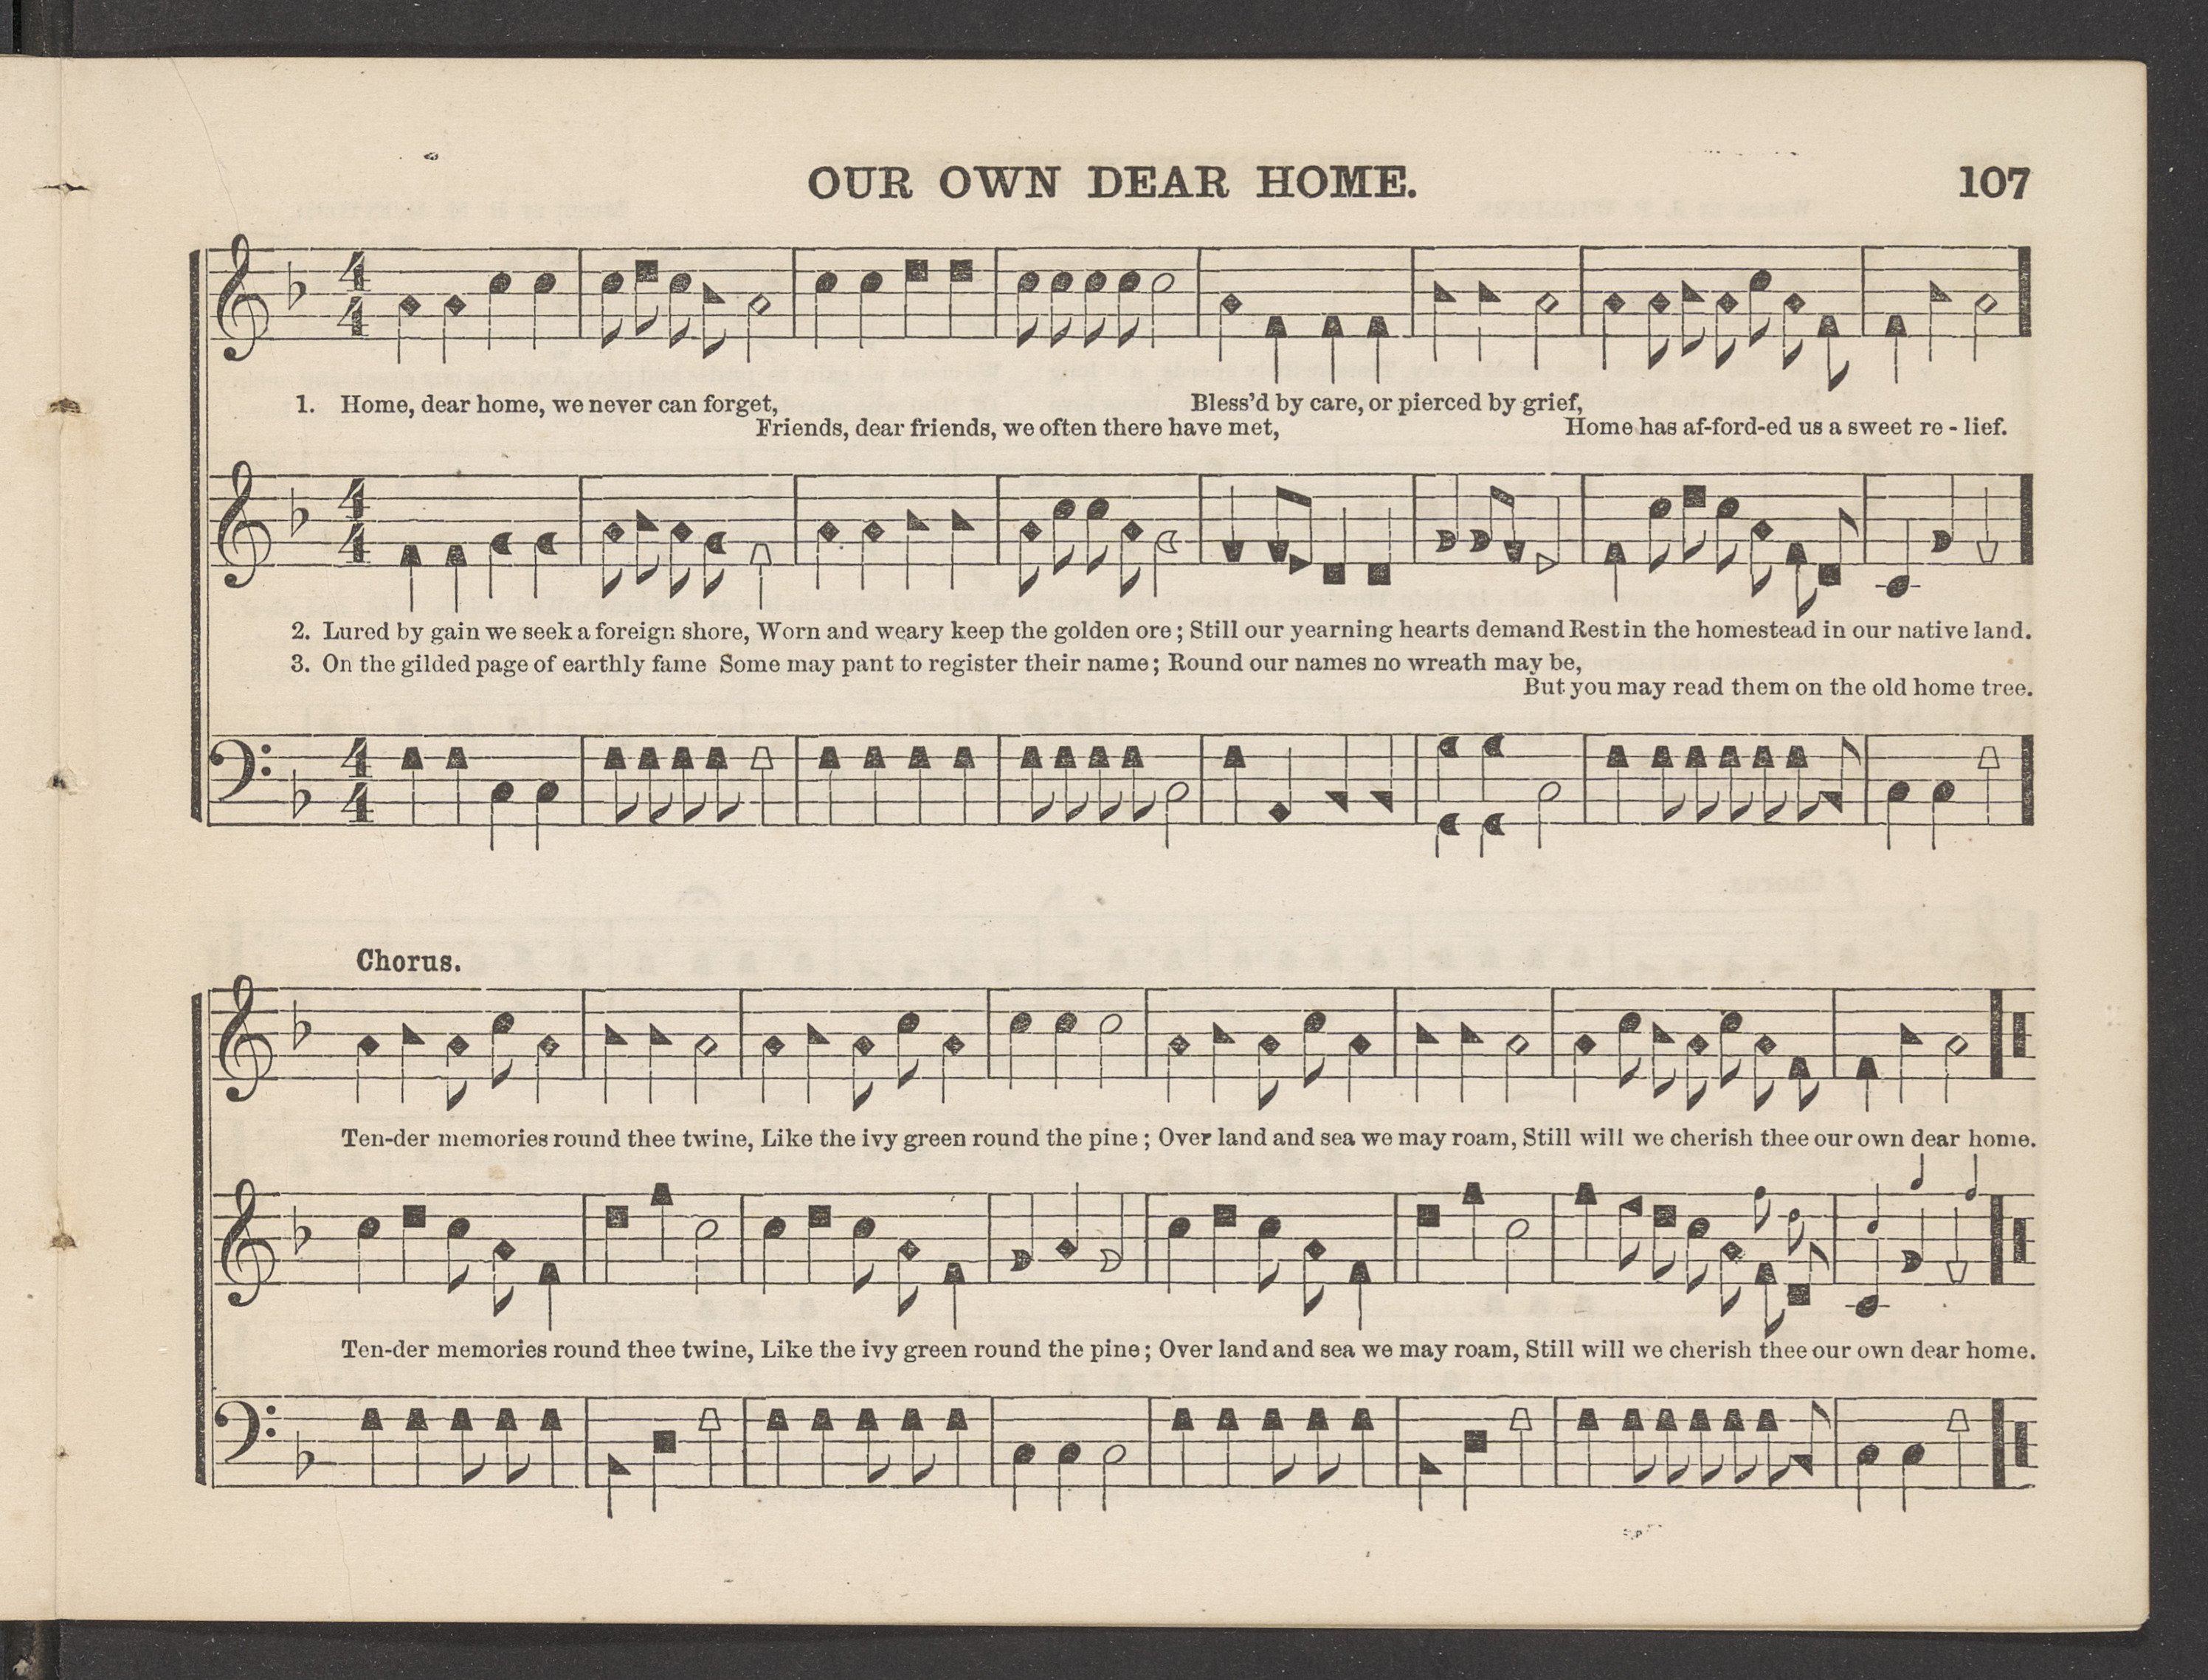 OUR OWN DEAR HOME. 107
4
4
1. Home, dear home, we never can forget, Bless'd by care, or pierced by grief,
Friends, dear friends, we often there have met, Home has af-ford-ed us a sweet re - lief.
4
4
2. Lured by gain we seek a foreign shore, Worn and weary keep the golden ore; Still our yearning hearts demand Rest in the homestead in our native land.
3. On the gilded page of earthly fame Some may pant to register their name; Round our names no wreath may be,
But you may read them on the old home tree.
4
4
Chorus.
Ten-der memories round thee twine, Like the ivy green round the pine; Over land and sea we may roam, Still will we cherish thee our own dear home.
Ten-der memories round thee twine, Like the ivy green round the pine; Over land and sea we may roam, Still will we cherish thee our own dear home.